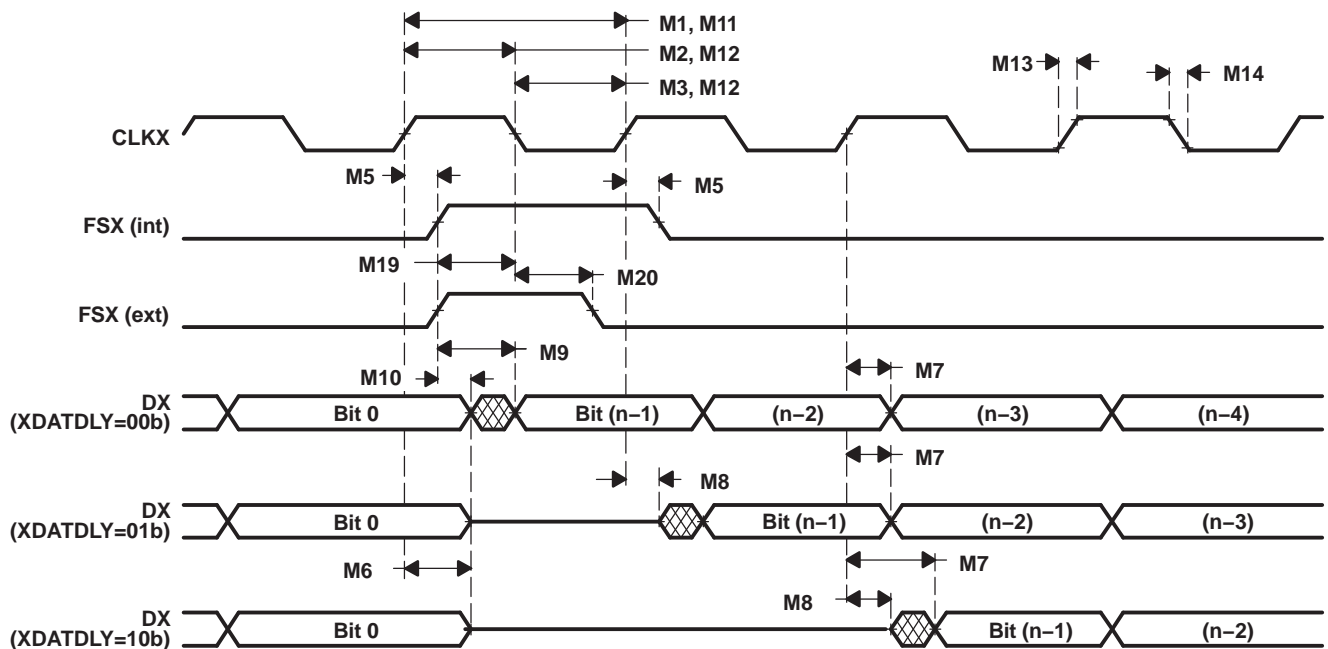 M1, M11
M2, M12
M3, M12
M13
M14
CLKX
M5
M5
FSX (int)
M19
M20
FSX (ext)
M9
M10
M7
DX
(XDATDLY=00b)
Bit 0
Bit (n–1)
(n–2)
(n–3)
(n–4)
M7
M8
DX
(XDATDLY=01b)
Bit 0
Bit (n–1)
(n–2)
(n–3)
M6
M7
M8
DX
(XDATDLY=10b)
Bit 0
Bit (n–1)
(n–2)